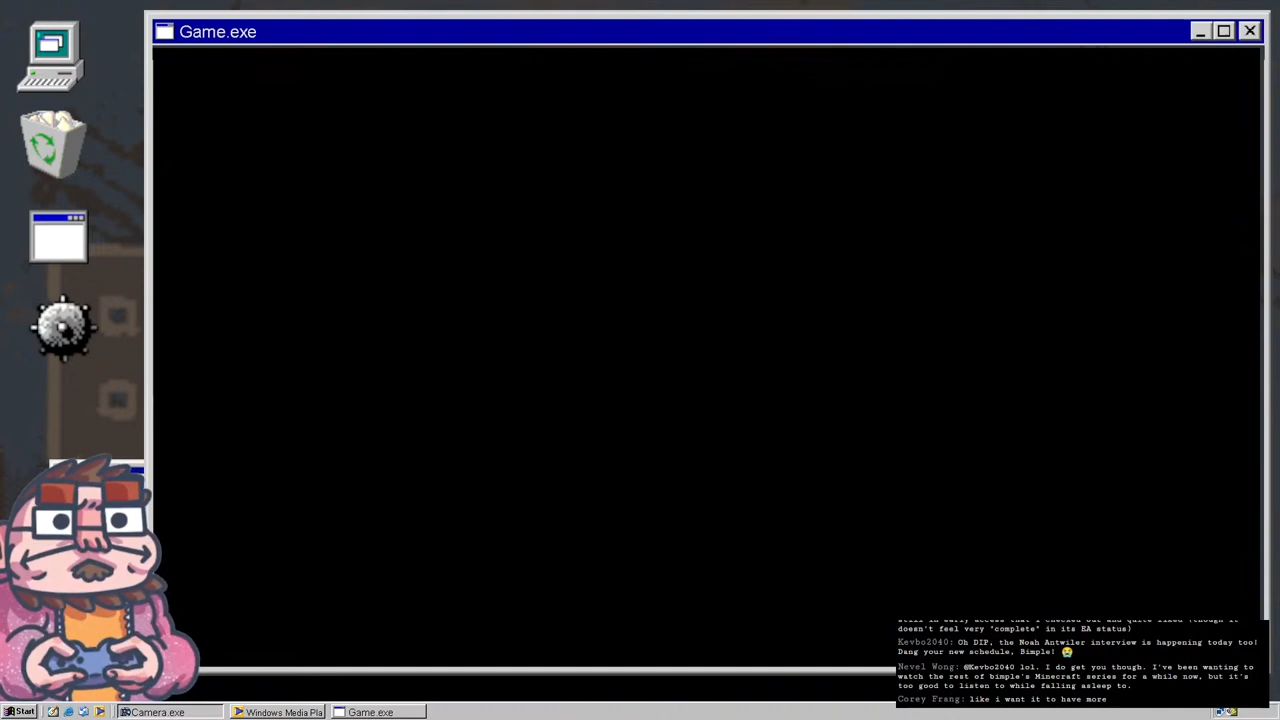 Game.exe
doesn't feel very "complete" in its EA status)
Kevbo2040: Oh DIP, the Noah Antwiler interview is happening today too!
Dang your new schedule, Bimple! 😭
Nevel Wong: @Kevbo2040 lol. I do get you though. I've been wanting to
watch the rest of bimple's Minecraft series for a while now, but it's
too good to listen to while falling asleep to.
Corey Frang: like i want it to have more
Start
Camera.exe
Windows Media Pla
Game.exe